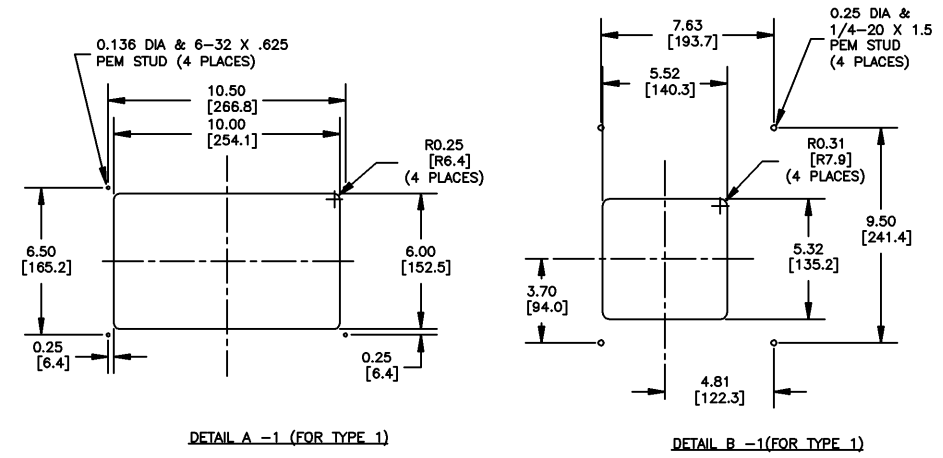 0.136 DIA & 6-32 X .625
PEM STUD (4 PLACES)
10.50
[266.8]
10.00
[254.1]
R0.25
[R6.4]
(4 PLACES)
6.50
[165.2]
6.00
[152.5]
0.25
[6.4]
0.25
[6.4]
DETAIL A -1 (FOR TYPE 1)
7.63
[193.7]
0.25 DIA &
1/4-20 X 1.5
PEM STUD
(4 PLACES)
5.52
[140.3]
R0.31
[R7.9]
(4 PLACES)
9.50
[241.4]
5.32
[135.2]
3.70
[94.0]
4.81
[122.3]
DETAIL B -1(FOR TYPE 1)